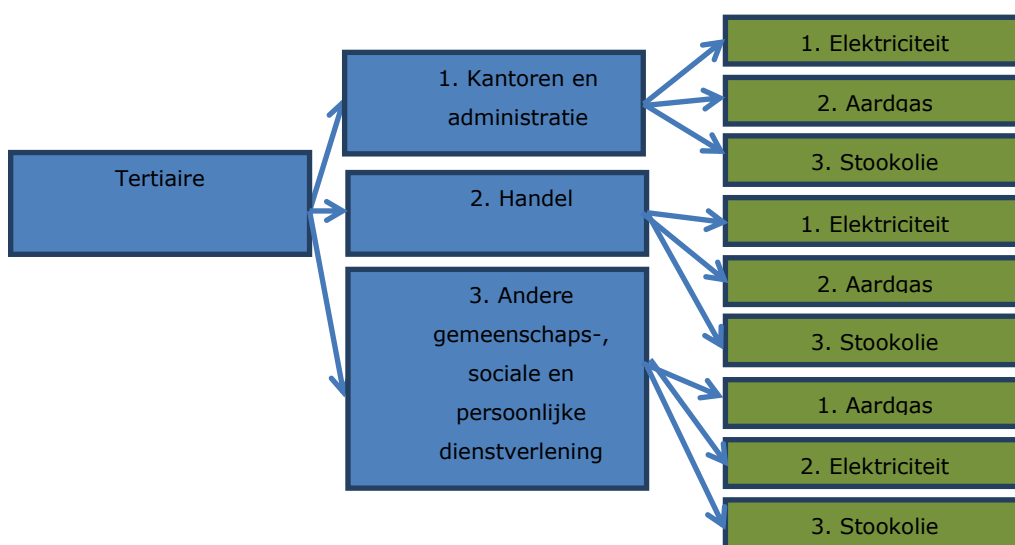 Tertiaire
1. Kantoren en
administratie
1. Elektriciteit
2. Aardgas
3. Stookolie
2. Handel
1. Elektriciteit
2. Aardgas
3. Stookolie
3. Andere
gemeenschaps-,
sociale en
persoonlijke
dienstverlening
1. Aardgas
2. Elektriciteit
3. Stookolie